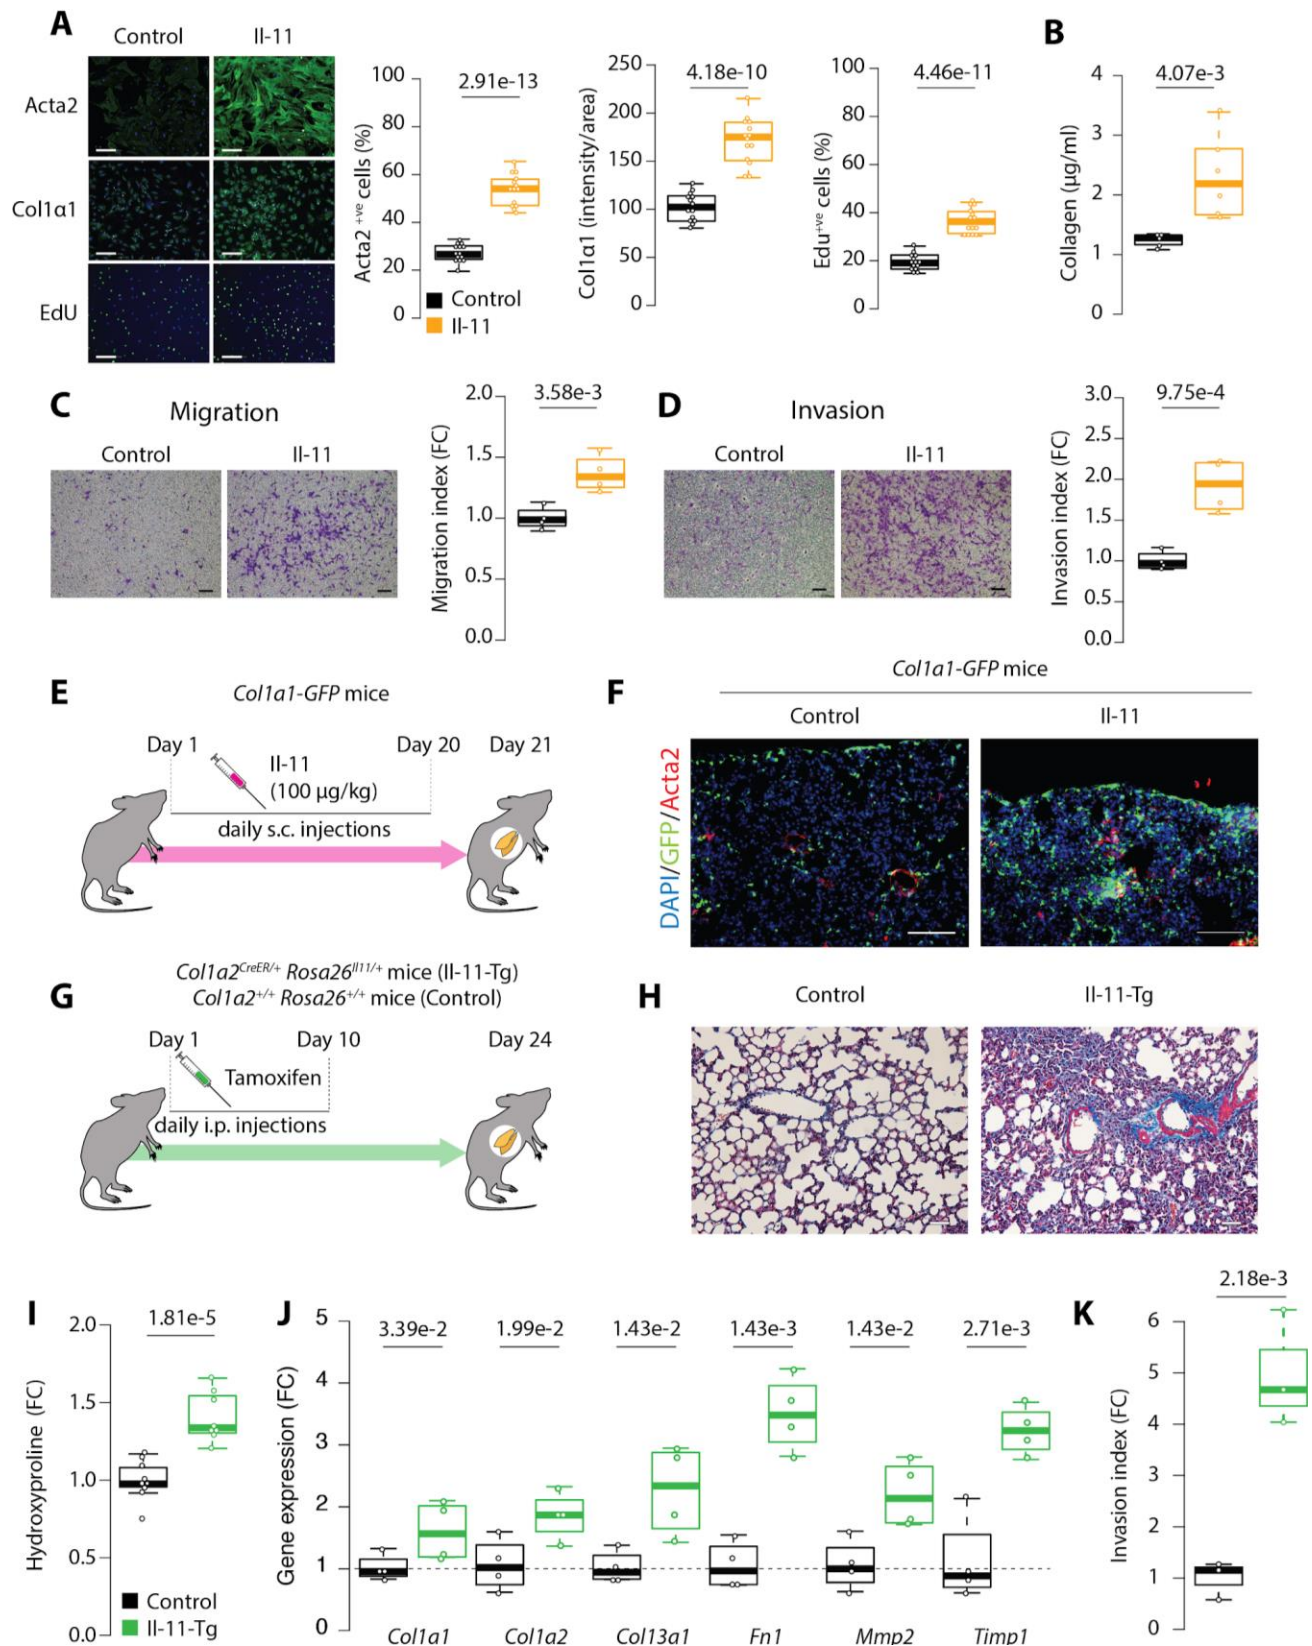 A
Control
Il-11
Acta2
Col1α1
EdU
Acta2 +ve cells (%)
100
80
60
40
20
0
2.91e-13
Control
Il-11
Col1α1 (intensity/area)
250
200
150
100
50
0
4.18e-10
Edu+ve cells (%)
100
80
60
40
20
0
4.46e-11
B
Collagen (µg/ml)
4
3
2
1
0
4.07e-3
C
Migration
Control
Il-11
Migration index (FC)
2.0
1.5
1.0
0.5
0.0
3.58e-3
D
Invasion
Control
Il-11
Invasion index (FC)
3.0
2.5
2.0
1.5
1.0
0.5
0.0
9.75e-4
E
Col1a1-GFP mice
Day 1
Day 20
Day 21
Il-11
(100 µg/kg)
daily s.c. injections
F
Col1a1-GFP mice
Control
Il-11
DAPI/GFP/Acta2
G
Col1a2CreER/+ Rosa26Il11/+ mice (Il-11-Tg)
Col1a2+/+ Rosa26+/+ mice (Control)
Day 1
Day 10
Day 24
Tamoxifen
daily i.p. injections
H
Control
Il-11-Tg
I
Hydroxyproline (FC)
2.0
1.5
1.0
0.5
0.0
1.81e-5
Control
Il-11-Tg
J
Gene expression (FC)
5
4
3
2
1
0
3.39e-2
1.99e-2
1.43e-2
1.43e-3
1.43e-2
2.71e-3
Col1a1
Col1a2
Col13a1
Fn1
Mmp2
Timp1
K
Invasion index (FC)
6
5
4
3
2
1
0
2.18e-3